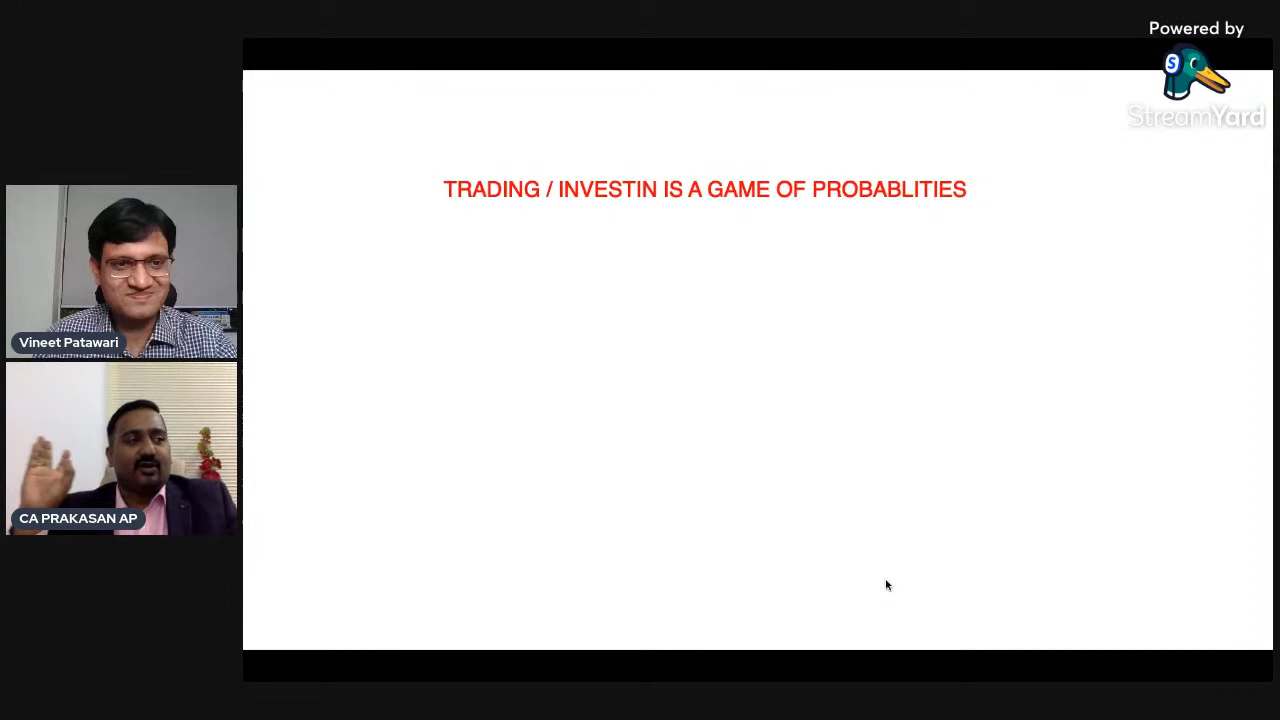 Powered by
S
StreamYard
TRADING / INVESTIN IS A GAME OF PROBABLITIES
Vineet Patawari
CA PRAKASAN AP